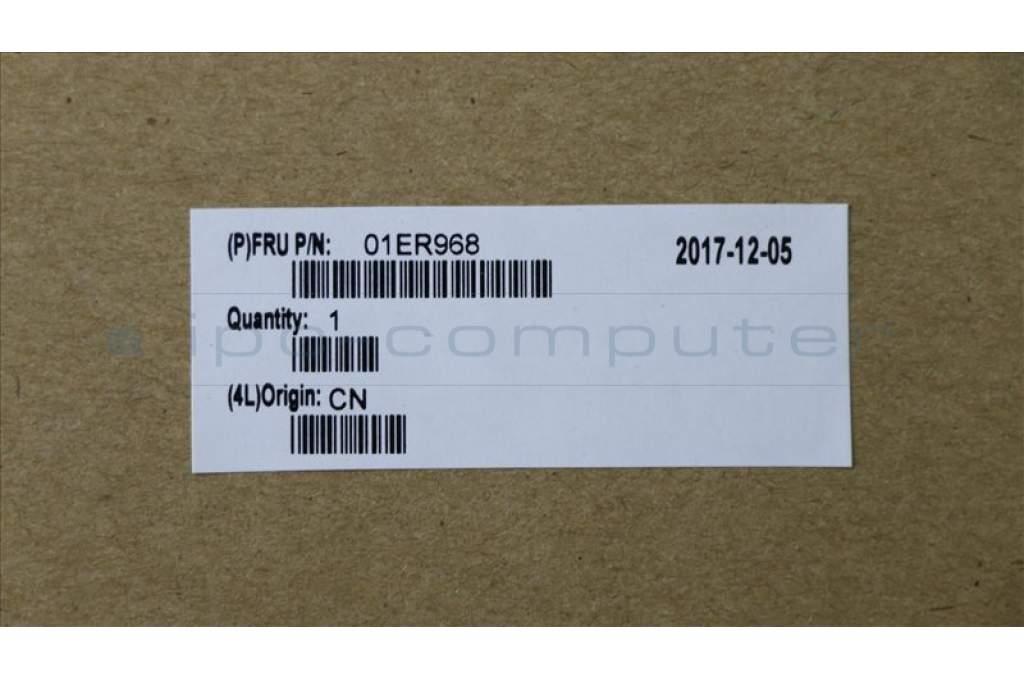 (P)FRU P/N: 01ER968
2017-12-05
Quantity: 1
ipc computer
(4L)Origin: CN